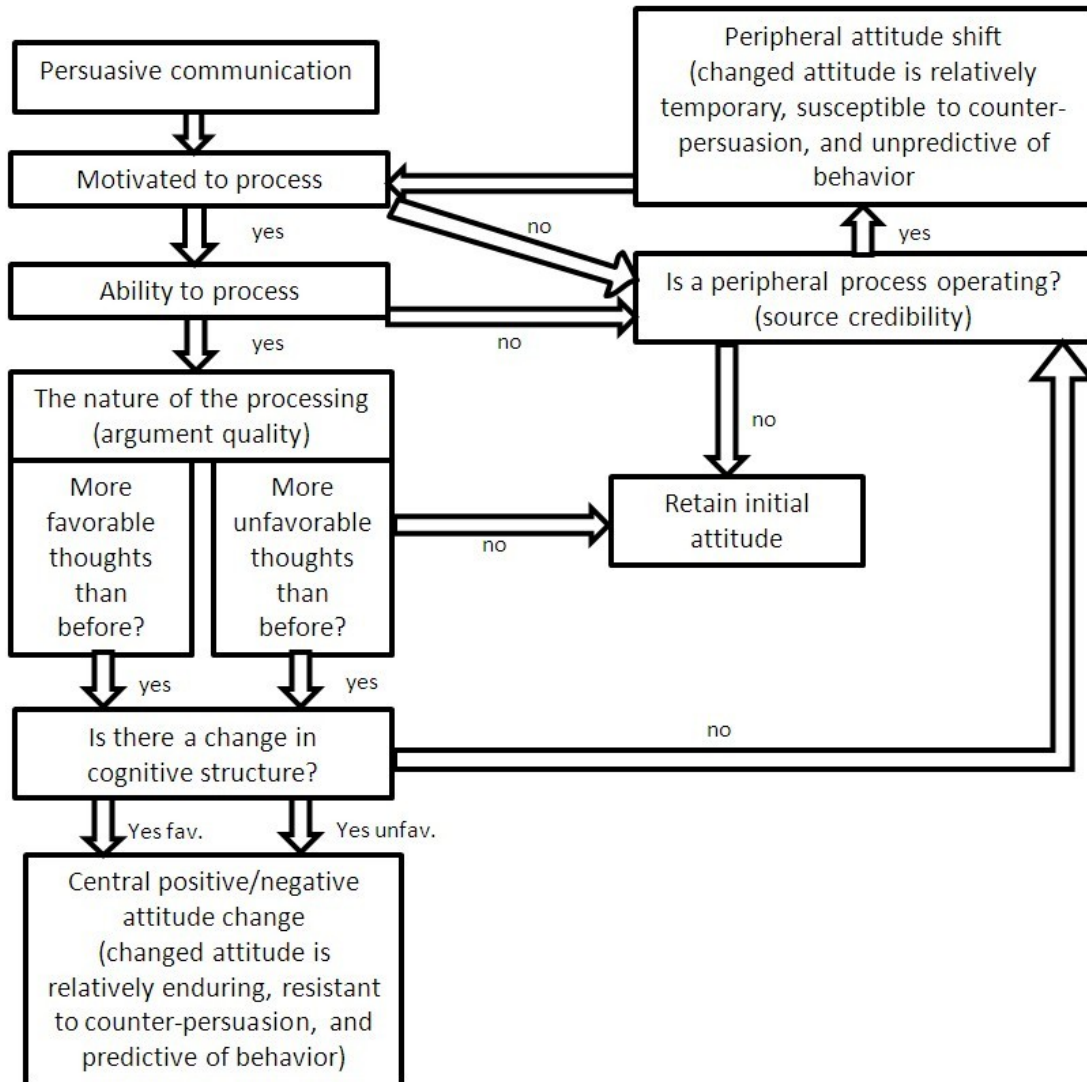 Persuasive communication
Peripheral attitude shift
(changed attitude is relatively
temporary, susceptible to counter-
persuasion, and unpredictive of
behavior
Motivated to process
no
yes
yes
Ability to process
Is a peripheral process operating?
(source credibility)
no
yes
The nature of the processing
(argument quality)
no
More
favorable
thoughts
than
before?
More
unfavorable
thoughts
than
before?
no
Retain initial
attitude
yes
yes
Is there a change in
cognitive structure?
no
Yes fav.
Yes unfav.
Central positive/negative
attitude change
(changed attitude is
relatively enduring, resistant
to counter-persuasion, and
predictive of behavior)